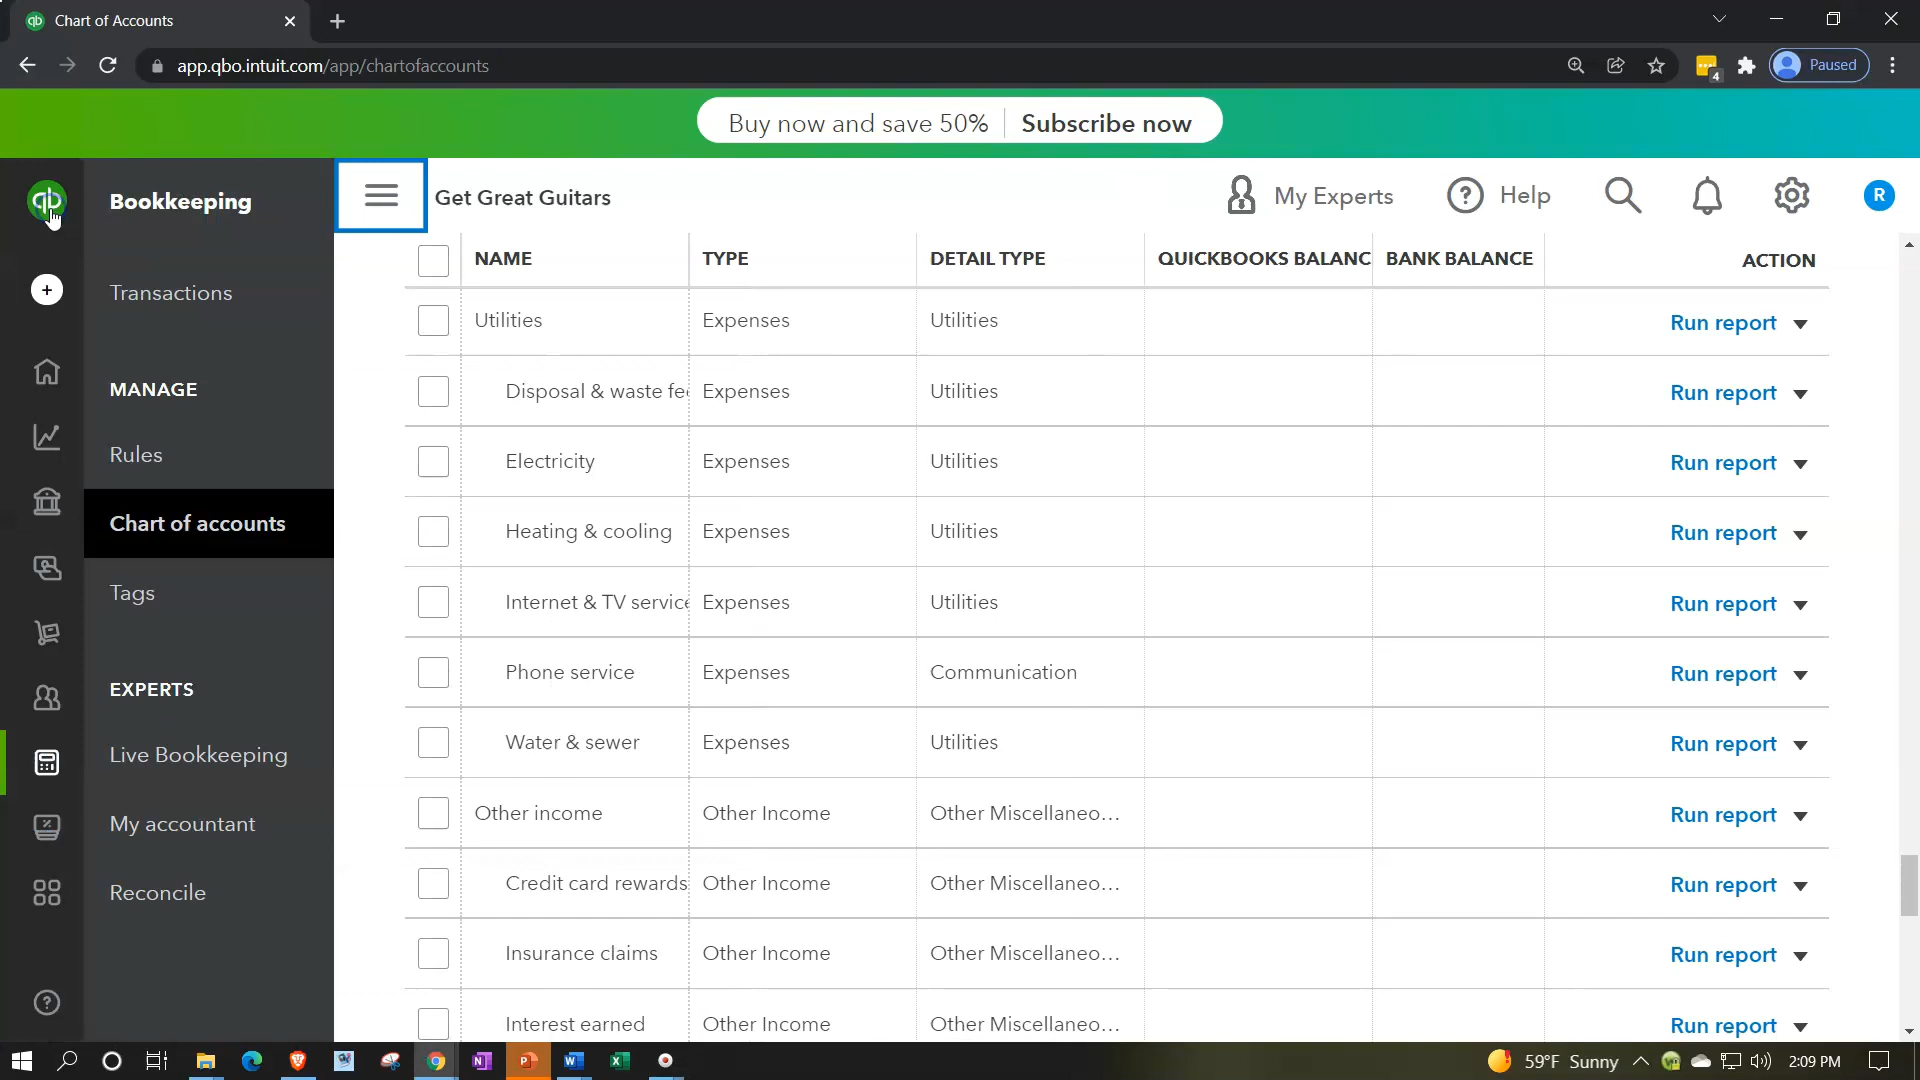 Chart of Accounts
app.qbo.intuit.com/app/chartofaccounts
4
Paused
Buy now and save 50% Subscribe now
qb
Bookkeeping
Get Great Guitars
My Experts
Help
R
Transactions
MANAGE
Rules
Chart of accounts
Tags
EXPERTS
Live Bookkeeping
My accountant
Reconcile
NAME TYPE DETAIL TYPE QUICKBOOKS BALANC BANK BALANCE ACTION
Utilities Expenses Utilities Run report
Disposal & waste fe Expenses Utilities Run report
Electricity Expenses Utilities Run report
Heating & cooling Expenses Utilities Run report
Internet & TV servic Expenses Utilities Run report
Phone service Expenses Communication Run report
Water & sewer Expenses Utilities Run report
Other income Other Income Other Miscellaneo... Run report
Credit card rewards Other Income Other Miscellaneo... Run report
Insurance claims Other Income Other Miscellaneo... Run report
Interest earned Other Income Other Miscellaneo... Run report
59°F Sunny
2:09 PM